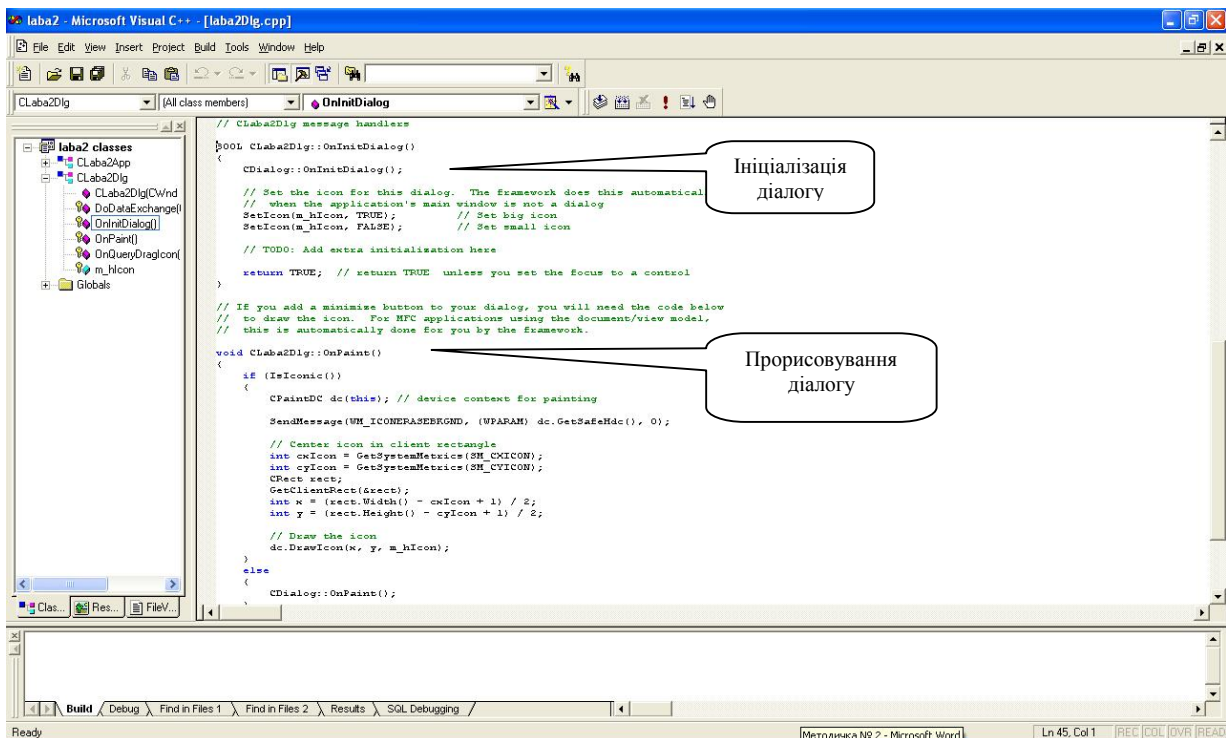 laba2 - Microsoft Visual C++ - [laba2Dlg.cpp]
File Edit View Insert Project Build Tools Window Help
CLaba2Dlg (All class members) OnInitDialog
laba2 classes
CLaba2App
CLaba2Dlg
CLaba2Dlg(CWnd
DoDataExchange(
OnInitDialog()
OnPaint()
OnQueryDragIcon(
m_hIcon
Globals
Clas... Res... FileV...
// CLaba2Dlg message handlers
BOOL CLaba2Dlg::OnInitDialog()
{
CDialog::OnInitDialog();
// Set the icon for this dialog. The framework does this automatical
// when the application's main window is not a dialog
SetIcon(m_hIcon, TRUE); // Set big icon
SetIcon(m_hIcon, FALSE); // Set small icon
// TODO: Add extra initialization here
return TRUE; // return TRUE unless you set the focus to a control
}
// If you add a minimize button to your dialog, you will need the code below
// to draw the icon. For MFC applications using the document/view model,
// this is automatically done for you by the framework.
void CLaba2Dlg::OnPaint()
{
if (IsIconic())
{
CPaintDC dc(this); // device context for painting
SendMessage(WM_ICONERASEBKGND, (WPARAM) dc.GetSafeHdc(), 0);
// Center icon in client rectangle
int cxIcon = GetSystemMetrics(SM_CXICON);
int cyIcon = GetSystemMetrics(SM_CYICON);
CRect rect;
GetClientRect(&rect);
int x = (rect.Width() - cxIcon + 1) / 2;
int y = (rect.Height() - cyIcon + 1) / 2;
// Draw the icon
dc.DrawIcon(x, y, m_hIcon);
}
else
{
CDialog::OnPaint();
}
Ініціалізація
діалогу
Прорисовування
діалогу
Build Debug Find in Files 1 Find in Files 2 Results SQL Debugging
Ready
Методичка № 2 - Microsoft Word
Ln 45, Col 1 REC COL OVR READ